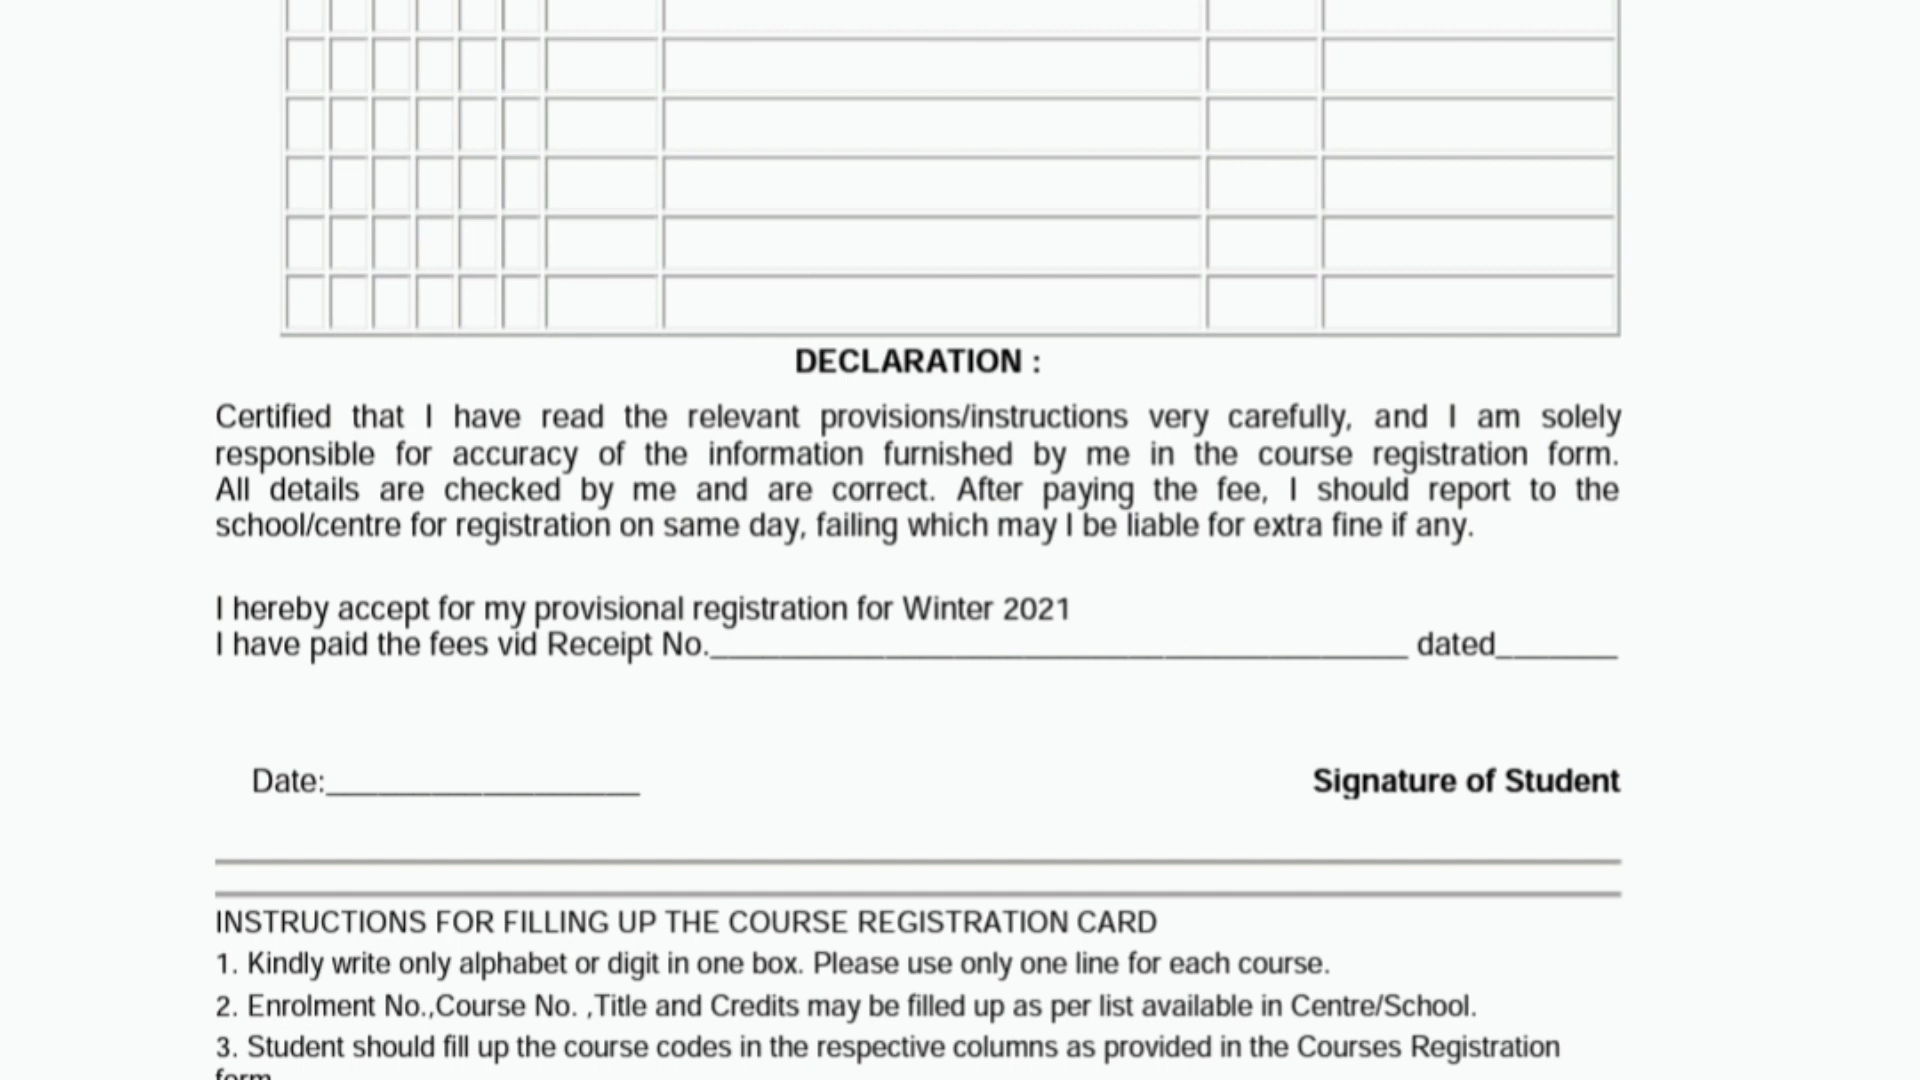 DECLARATION :
Certified that I have read the relevant provisions/instructions very carefully, and I am solely
responsible for accuracy of the information furnished by me in the course registration form.
All details are checked by me and are correct. After paying the fee, I should report to the
school/centre for registration on same day, failing which may I be liable for extra fine if any.
I hereby accept for my provisional registration for Winter 2021
I have paid the fees vid Receipt No.________________________________________ dated_______
Date:__________________ Signature of Student
INSTRUCTIONS FOR FILLING UP THE COURSE REGISTRATION CARD
1. Kindly write only alphabet or digit in one box. Please use only one line for each course.
2. Enrolment No.,Course No. ,Title and Credits may be filled up as per list available in Centre/School.
3. Student should fill up the course codes in the respective columns as provided in the Courses Registration
form